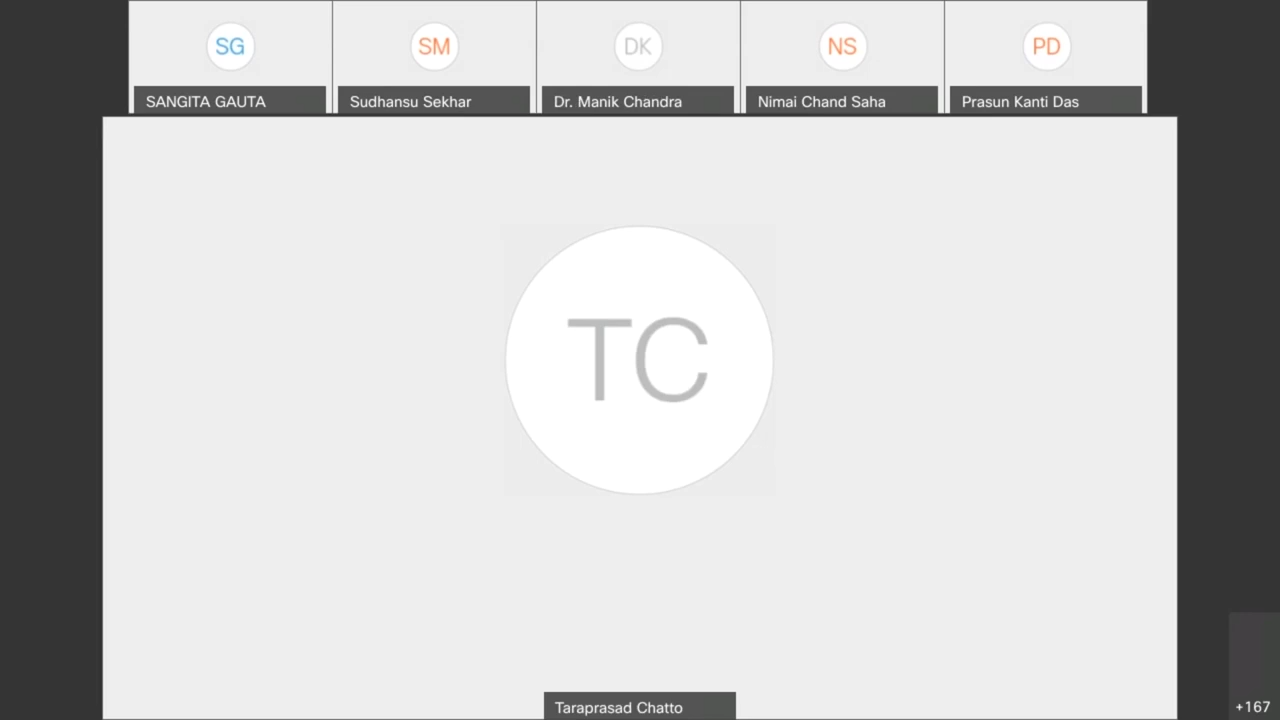 SG
SM
DK
NS
PD
SANGITA GAUTA
Sudhansu Sekhar
Dr. Manik Chandra
Nimai Chand Saha
Prasun Kanti Das
TC
Taraprasad Chatto
+167